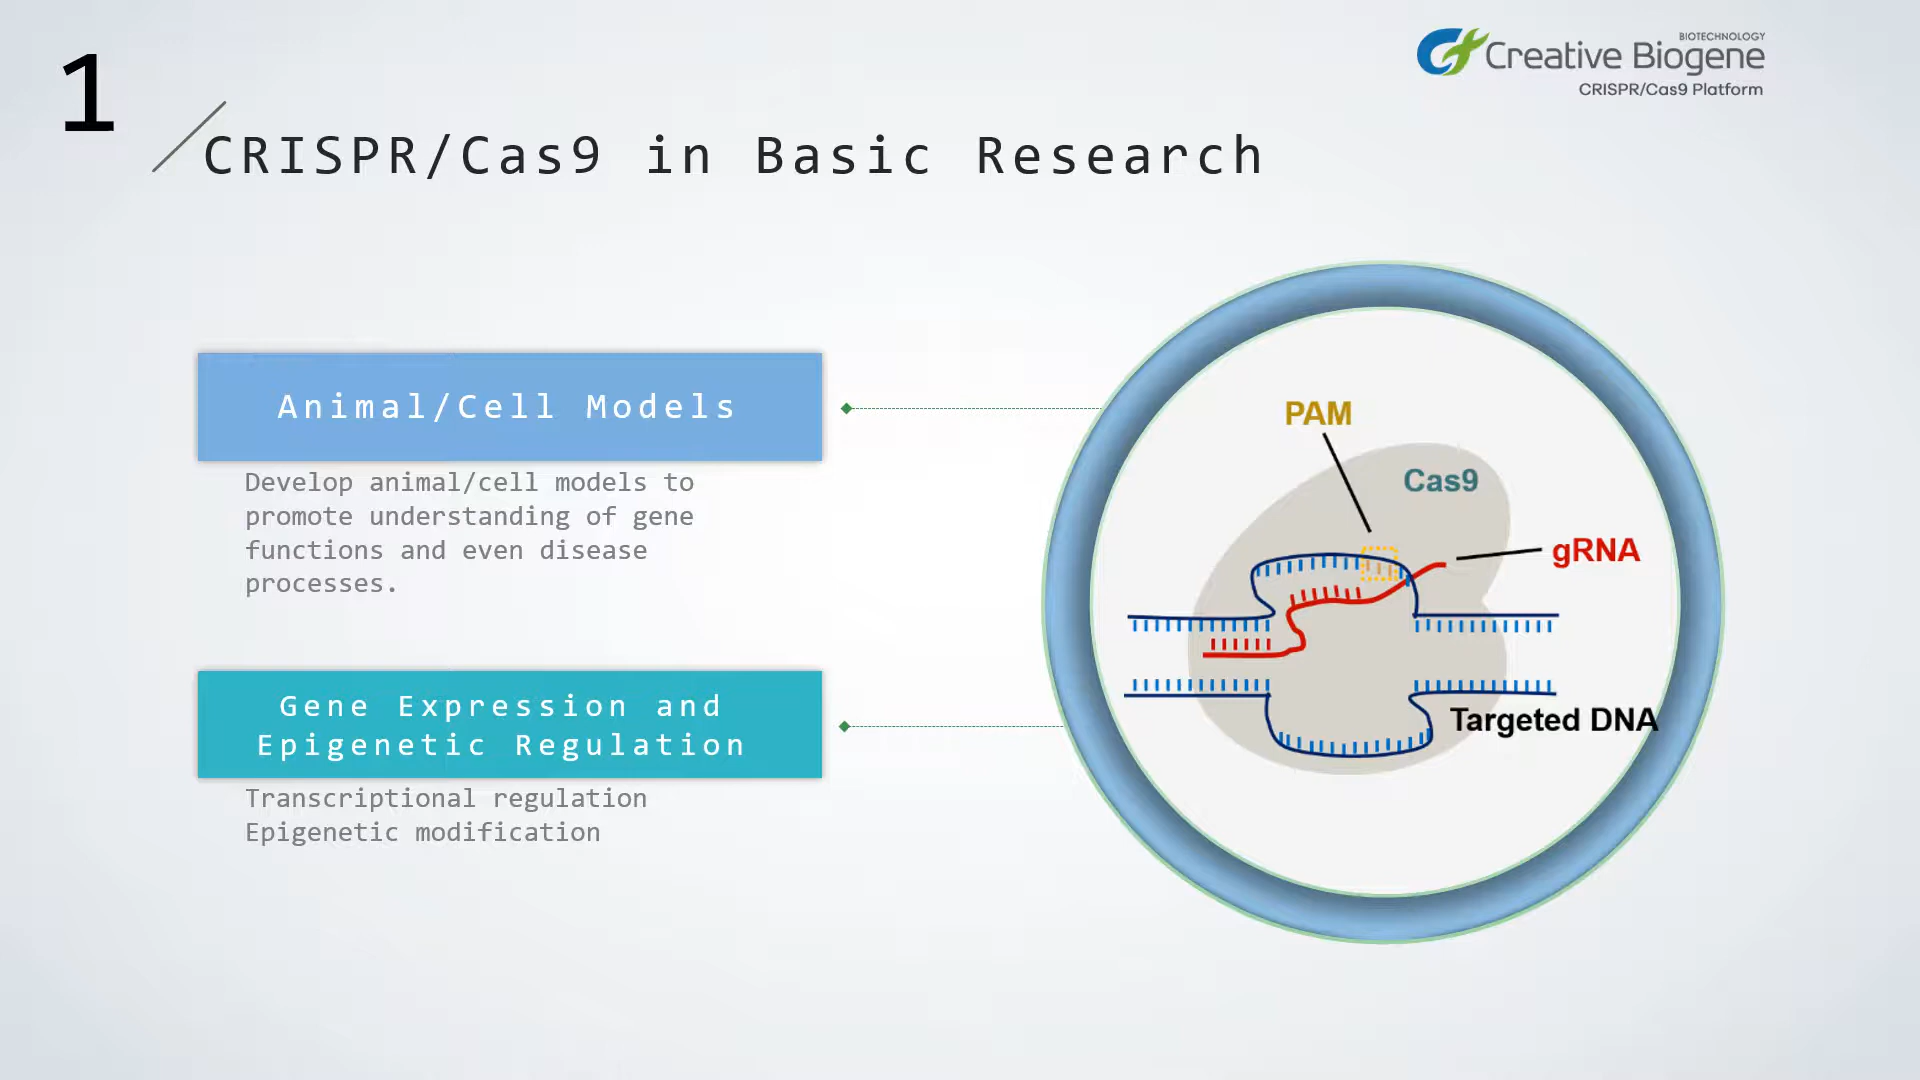 1
BIOTECHNOLOGY
Creative Biogene
CRISPR/Cas9 Platform
CRISPR/Cas9 in Basic Research
Animal/Cell Models
Develop animal/cell models to
promote understanding of gene
functions and even disease
processes.
Gene Expression and
Epigenetic Regulation
Transcriptional regulation
Epigenetic modification
PAM
Cas9
gRNA
Targeted DNA